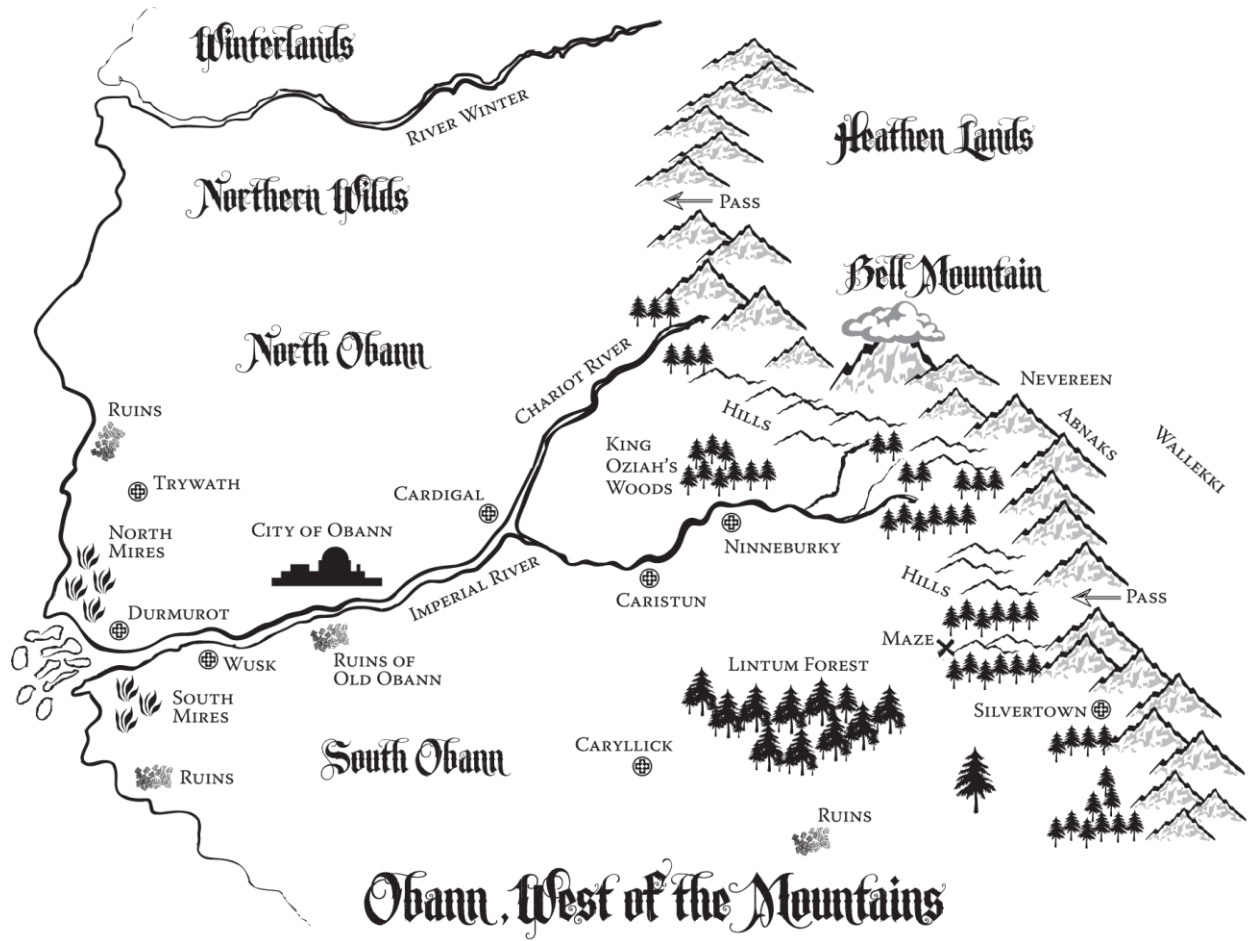 Winterlands
River Winter
Heathen Lands
Northern Wilds
Pass
Bell Mountain
North Obann
Chariot River
Nevereen
Abnaks
Wallekki
Hills
Ruins
King
Oziah's
Woods
Trywath
Cardigal
North
Mires
City of Obann
Ninneburky
Imperial River
Caristun
Hills
Pass
Durmurot
Maze
Wusk
Ruins of
Old Obann
Lintum Forest
South
Mires
Silvertown
South Obann
Caryllick
Ruins
Ruins
Obann, West of the Mountains